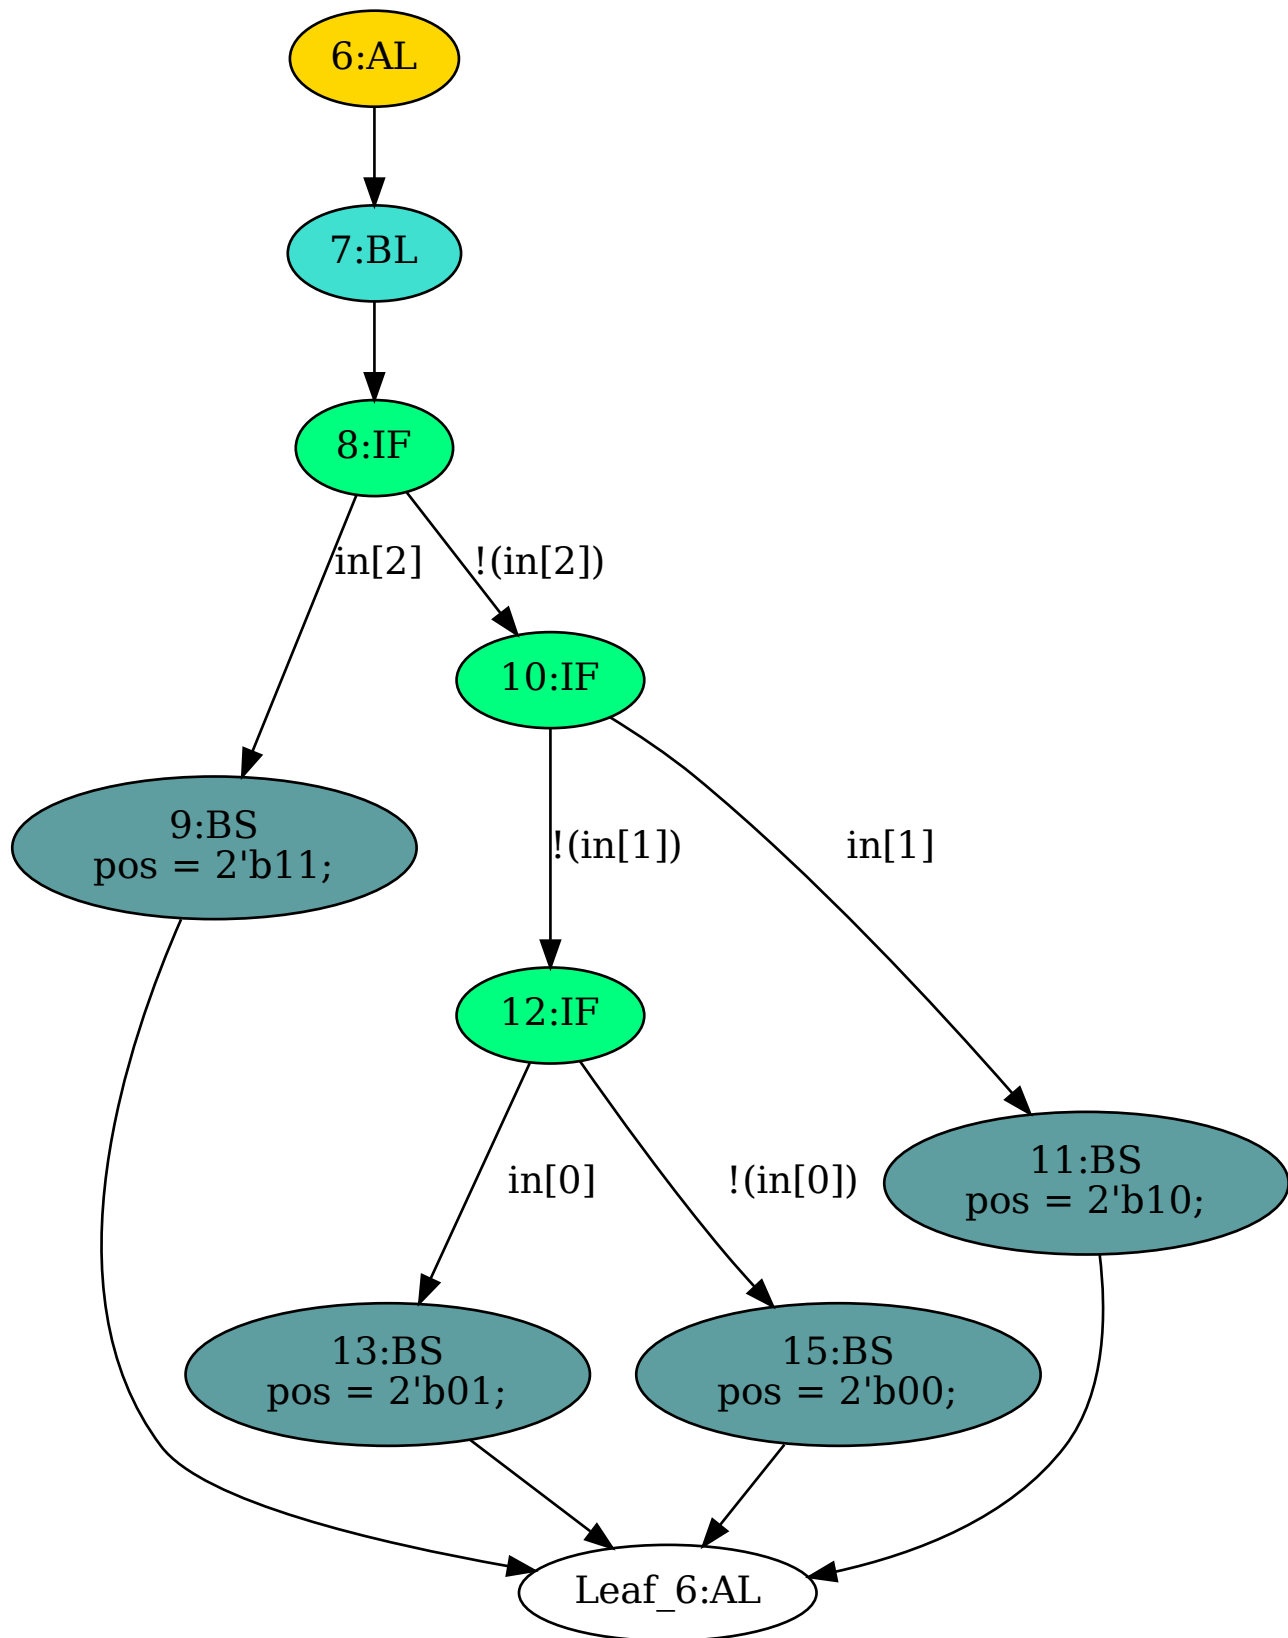 6:AL
7:BL
8:IF
in[2]
!(in[2])
10:IF
9:BS
pos = 2'b11;
!(in[1])
in[1]
12:IF
in[0]
!(in[0])
11:BS
pos = 2'b10;
13:BS
pos = 2'b01;
15:BS
pos = 2'b00;
Leaf_6:AL